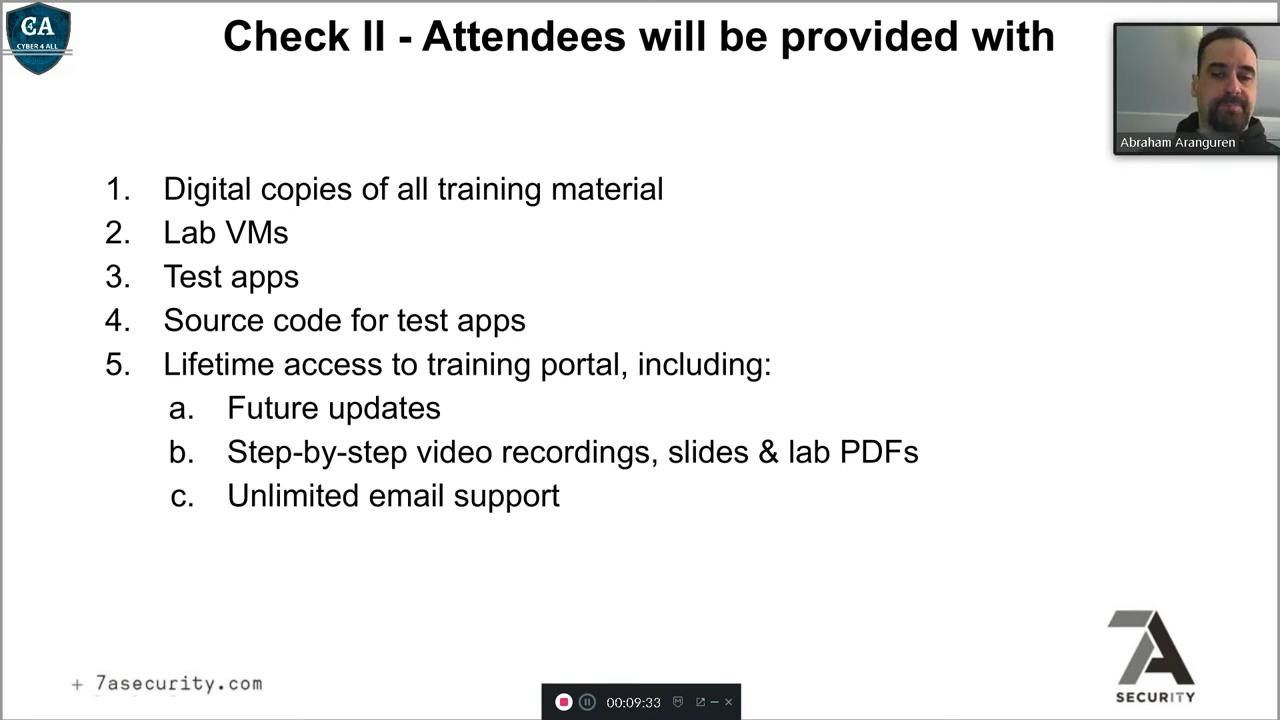 C4A
CYBER 4 ALL
Check II - Attendees will be provided with
Abraham Aranguren
1. Digital copies of all training material
2. Lab VMs
3. Test apps
4. Source code for test apps
5. Lifetime access to training portal, including:
a. Future updates
b. Step-by-step video recordings, slides & lab PDFs
c. Unlimited email support
+ 7asecurity.com
7A
SECURITY
00:09:33